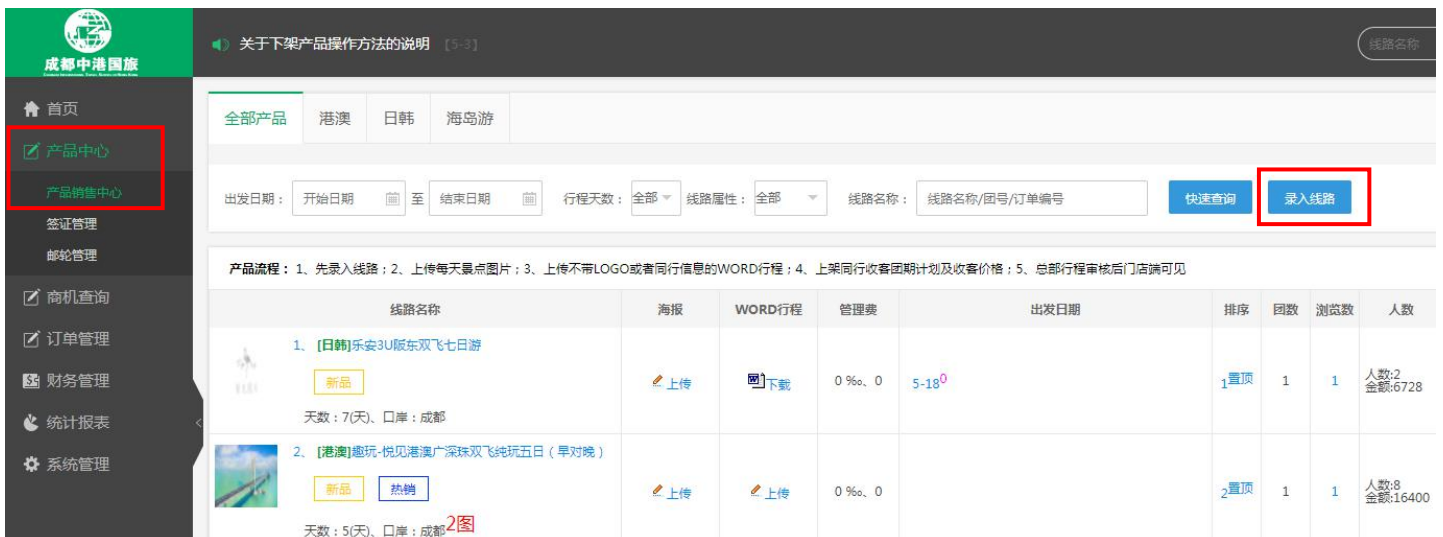 关于下架产品操作方法的说明 [5-3]
线路名称
成都中港国旅
首页
产品中心
产品销售中心
签证管理
邮轮管理
商机查询
订单管理
财务管理
统计报表
系统管理
全部产品 港澳 日韩 海岛游
出发日期： 开始日期 至 结束日期 行程天数： 全部 线路属性： 全部 线路名称： 线路名称/团号/订单编号 快速查询 录入线路
产品流程：1、先录入线路；2、上传每天景点图片；3、上传不带LOGO或者同行信息的WORD行程；4、上架同行收客团期计划及收客价格；5、总部行程审核后门店端可见
线路名称 海报 WORD行程 管理费 出发日期 排序 团数 浏览数 人数
1、 [日韩]乐安3U阪东双飞七日游
新品
上传 下载 0 ‰、0 5-18 0 1置顶 1 1 人数:2
金额:6728
天数：7(天)、口岸：成都
2、 [港澳]趣玩-悦见港澳广深珠双飞纯玩五日（早对晚）
新品 热销
上传 上传 0 ‰、0 2置顶 1 1 人数:8
金额:16400
天数：5(天)、口岸：成都2图